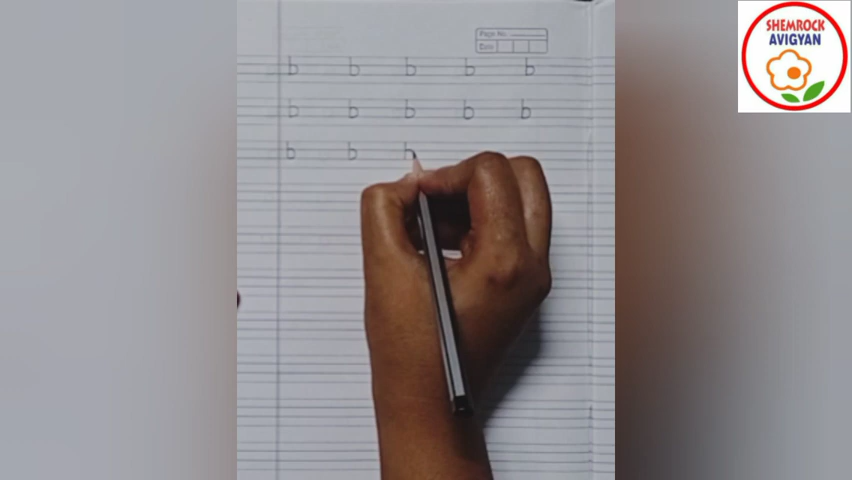 SHEMROCK
AVIGYAN
Page No.
Date
b b b b b
b b b b b
b b b